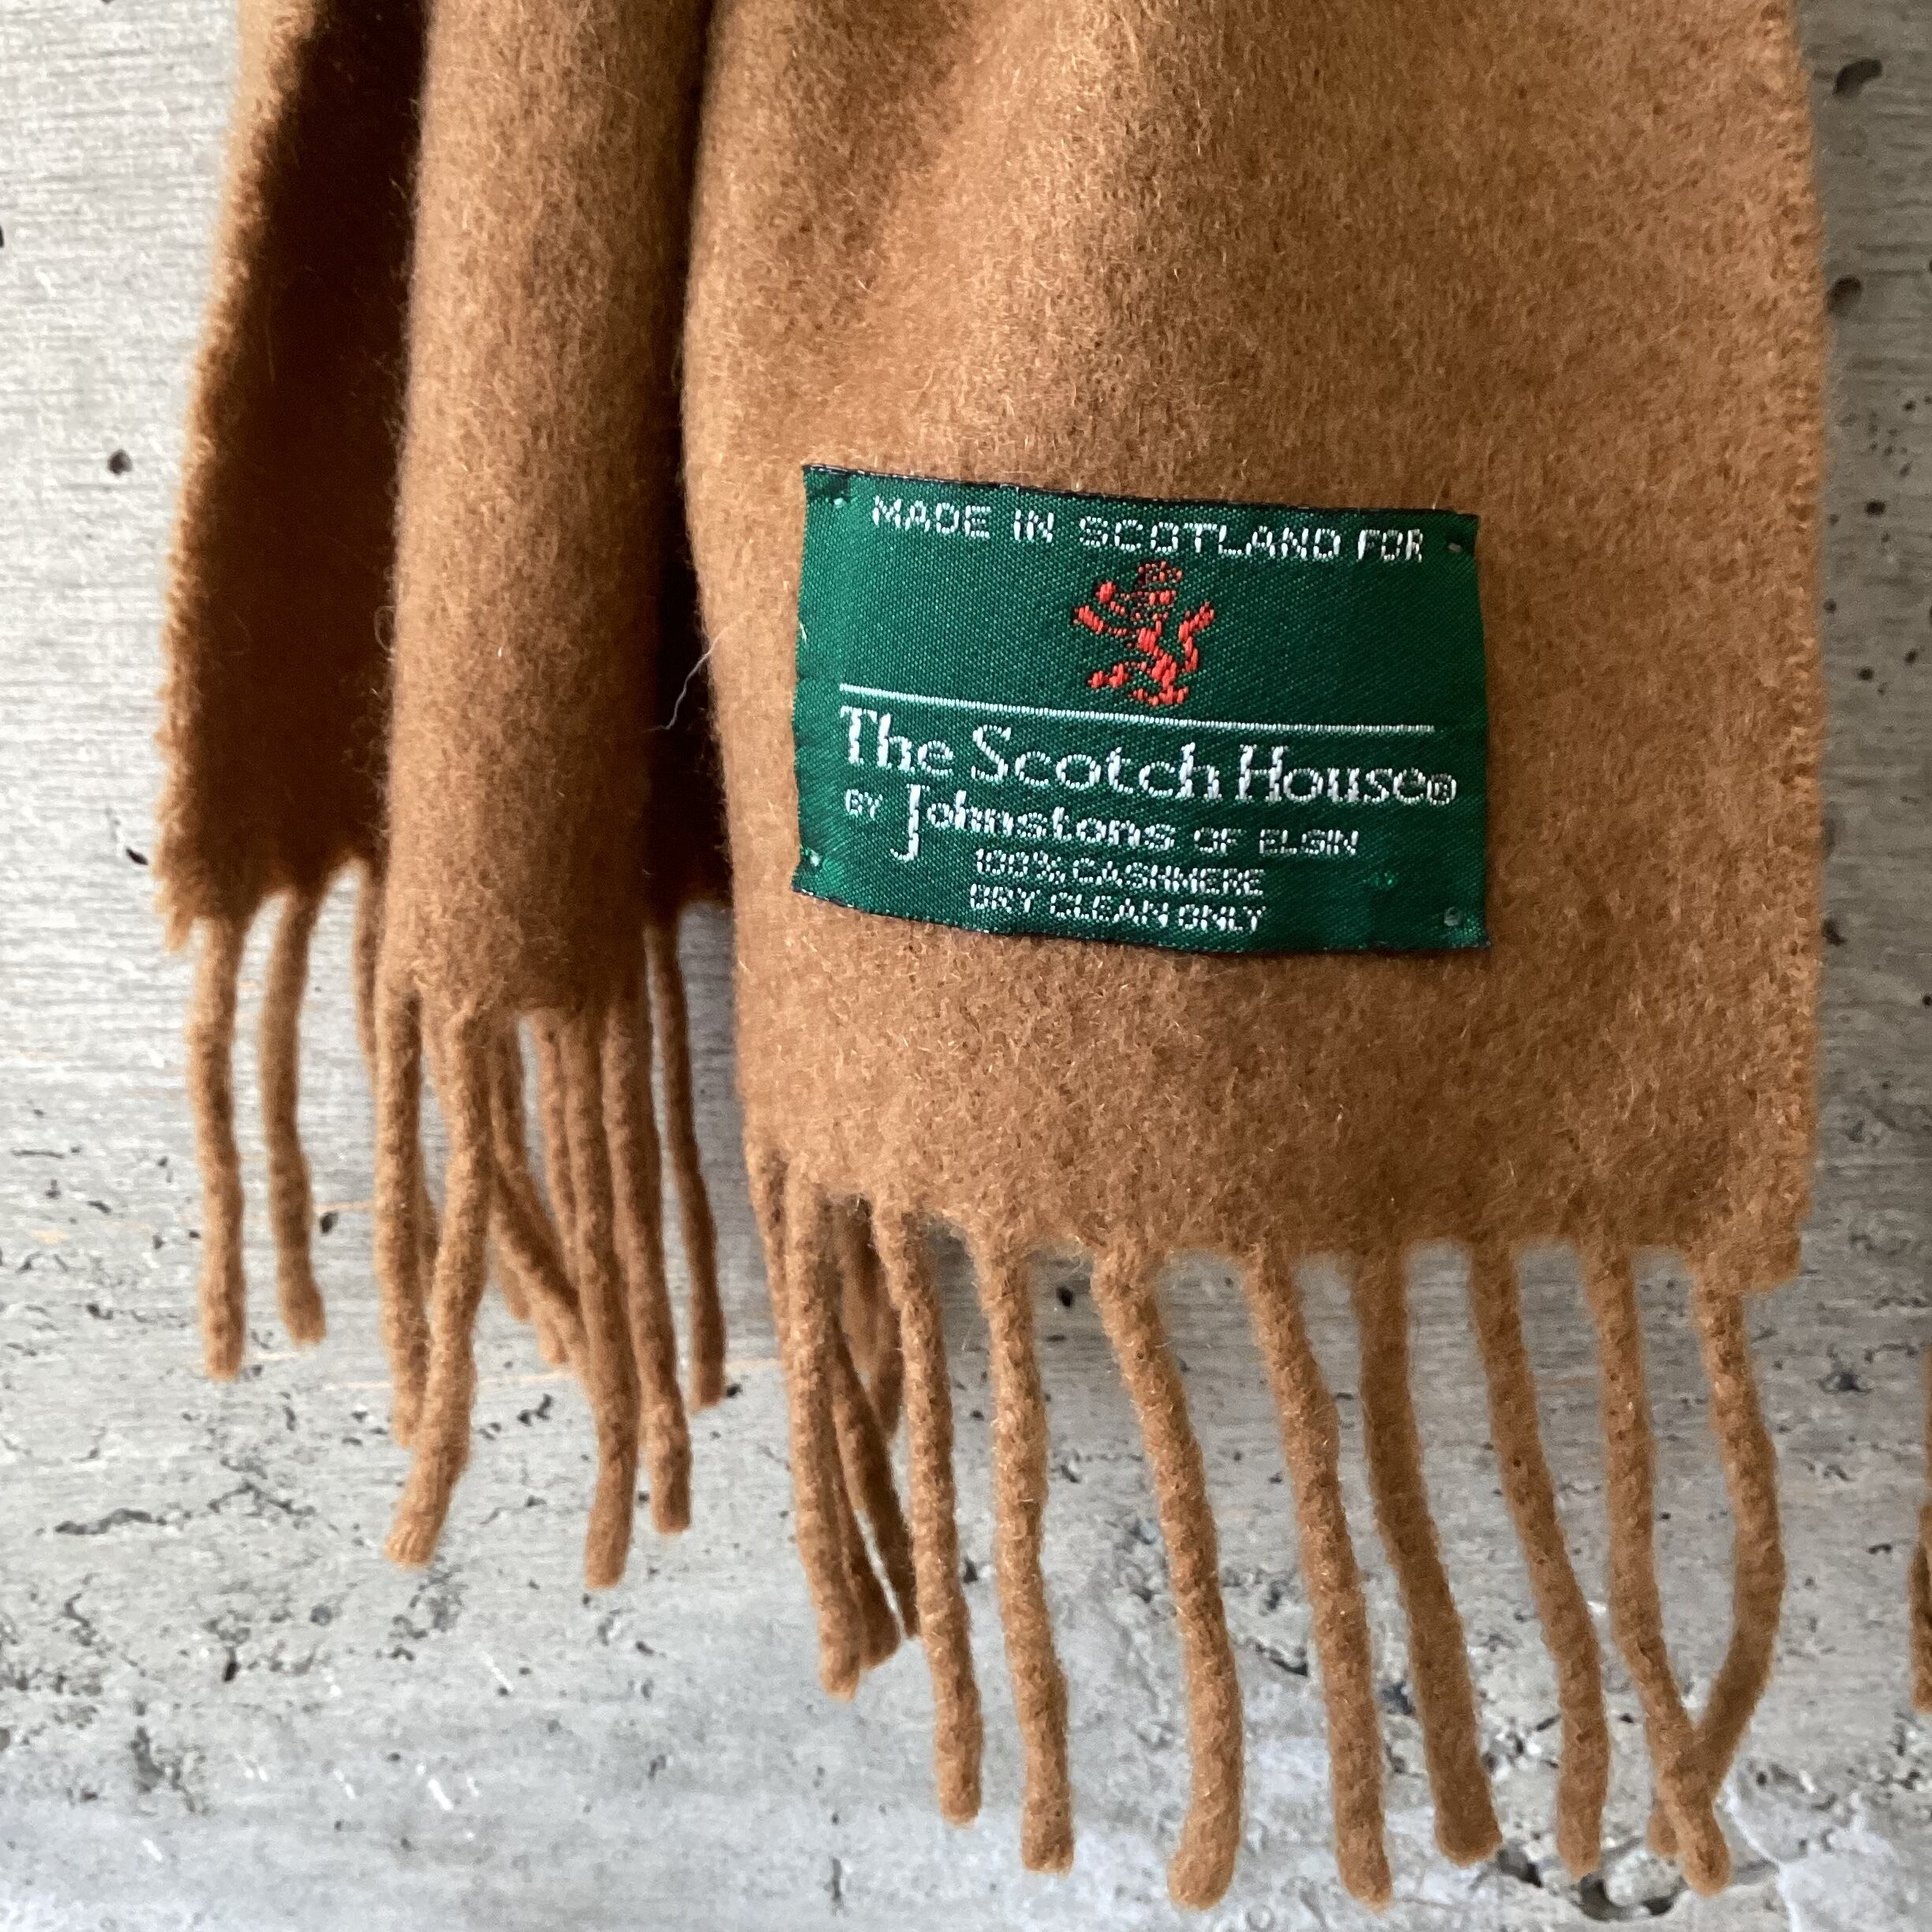 MADE IN SCOTLAND FOR
The Scotch House®
BY Johnstons OF ELGIN
100% CASHMERE
DRY CLEAN ONLY